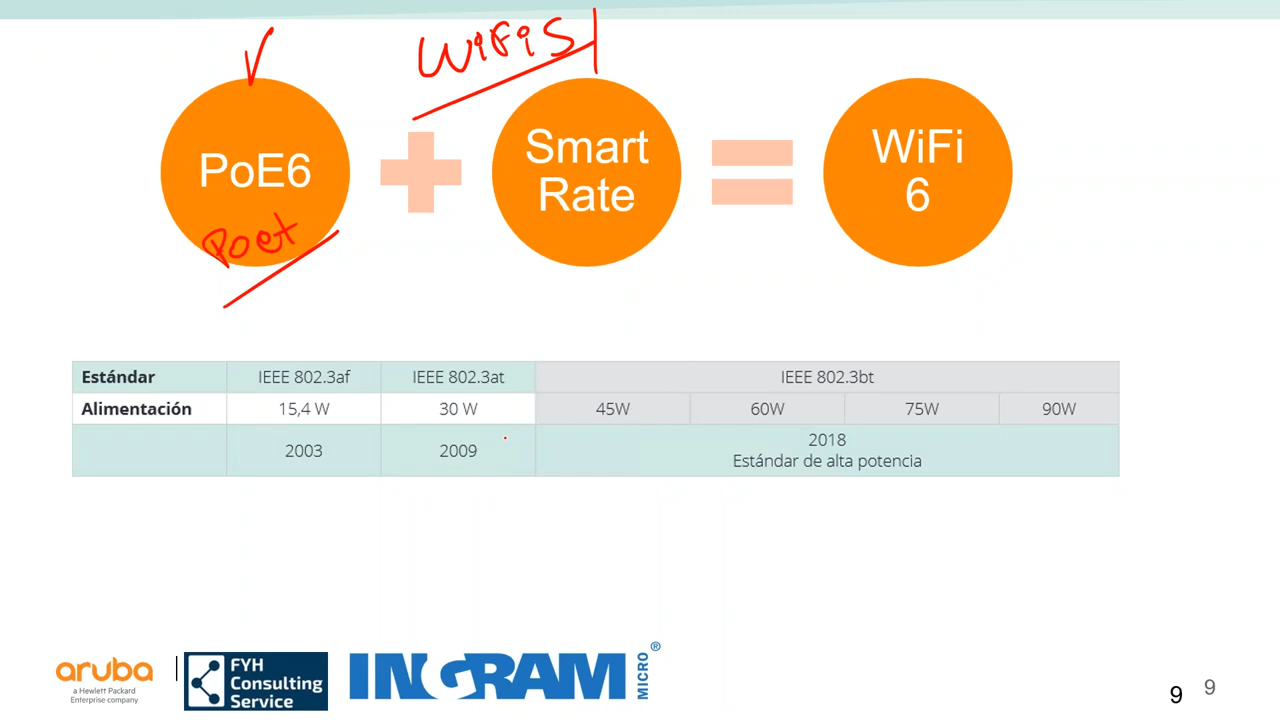 WiFi5
PoE6
Poet
Smart
Rate
WiFi
6
Estándar IEEE 802.3af IEEE 802.3at IEEE 802.3bt
Alimentación 15,4 W 30 W 45W 60W 75W 90W
2003 2009 2018
Estándar de alta potencia
aruba
a Hewlett Packard
Enterprise company
FYH
Consulting
Service
INGRAM MICRO®
9 9